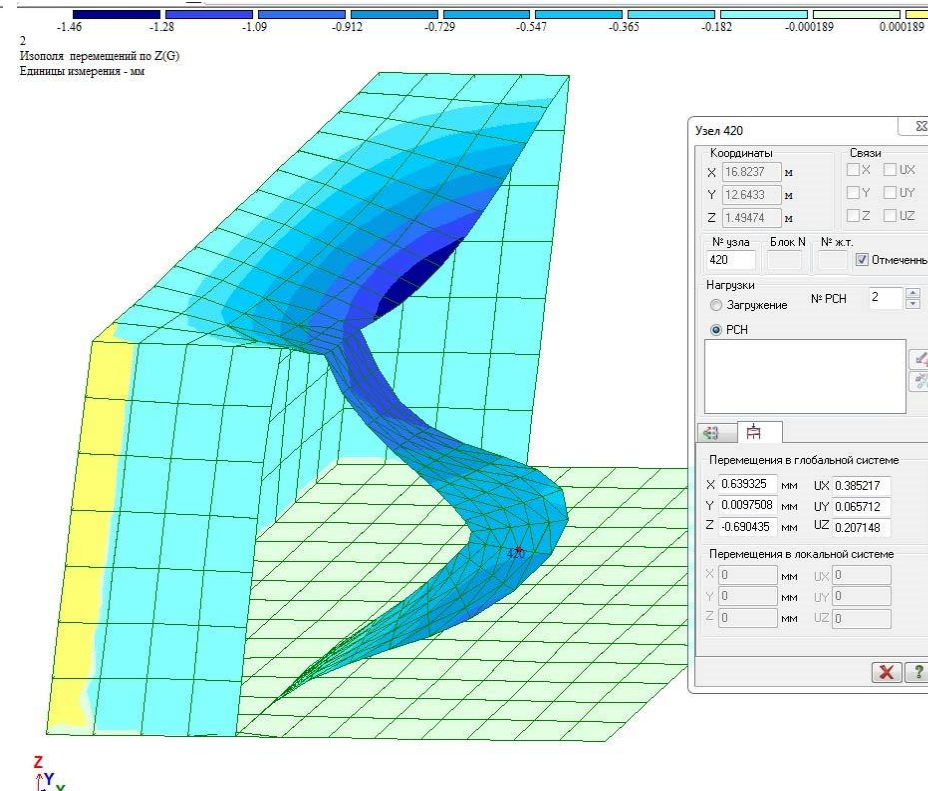 -1.46 -1.28 -1.09 -0.912 -0.729 -0.547 -0.365 -0.182 -0.000189 0.000189
2
Изополя перемещений по Z(G)
Единицы измерения - мм
420
Z
Y
X
Узел 420
Координаты Связи
X 16.8237 м X UX
Y 12.6433 м Y UY
Z 1.49474 м Z UZ
№ узла Блок N № ж.т.
420 Отмеченнь
Нагрузки
Загружение № РСН 2
РСН
Перемещения в глобальной системе
X 0.639325 мм UX 0.385217
Y 0.0097508 мм UY 0.065712
Z -0.690435 мм UZ 0.207148
Перемещения в локальной системе
X 0 мм UX 0
Y 0 мм UY 0
Z 0 мм UZ 0
?